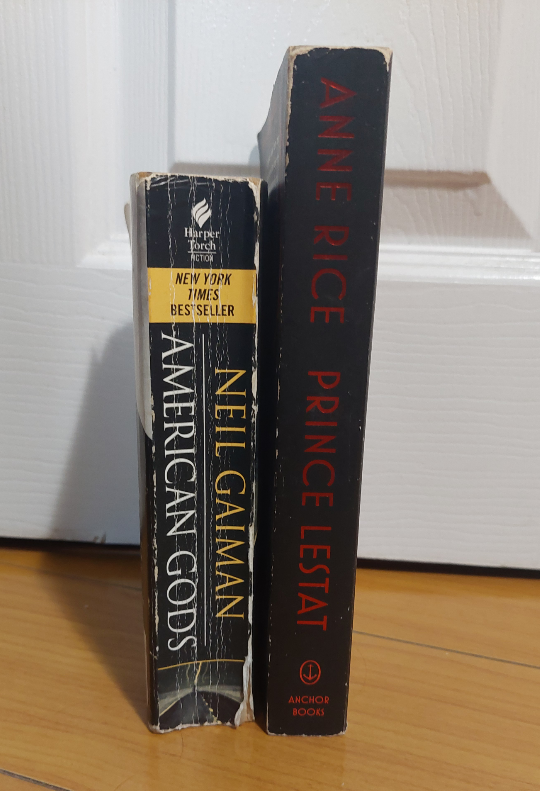 Harper
Torch
FICTION
NEW YORK
TIMES
BESTSELLER
NEIL GAIMAN
AMERICAN GODS
ANNE RICE PRINCE LESTAT
ANCHOR
BOOKS